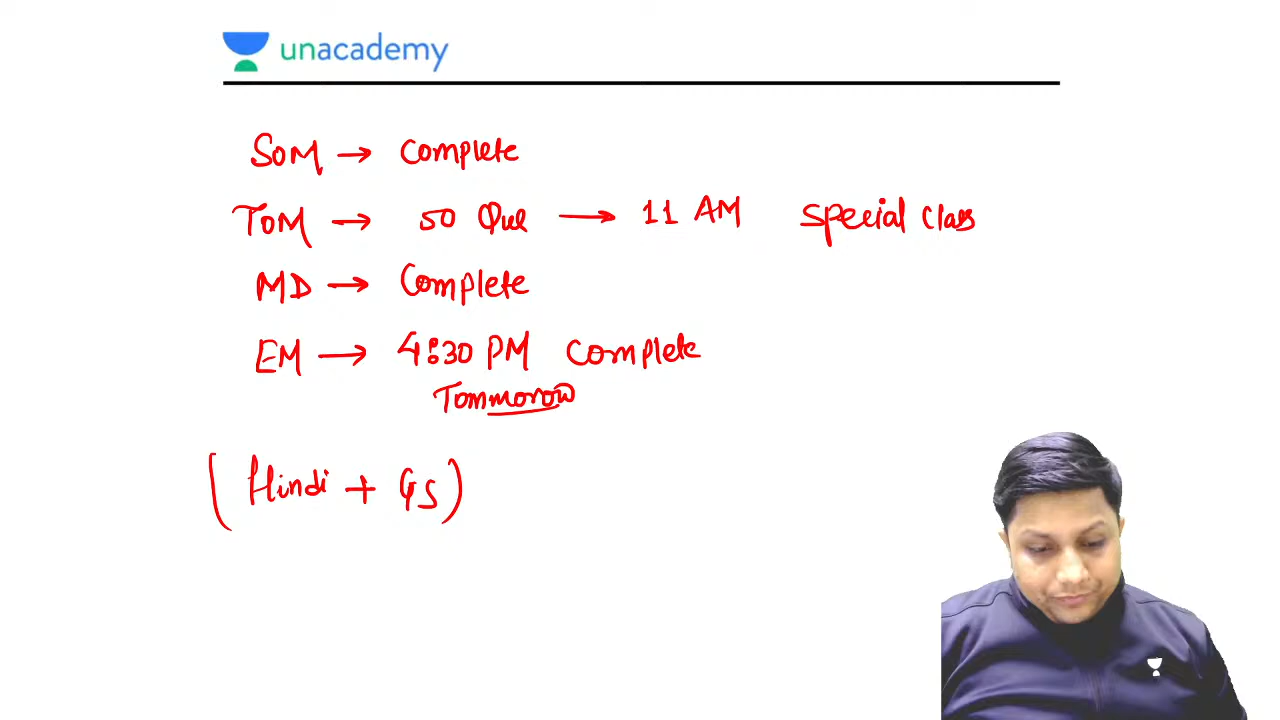 unacademy
SOM → Complete
TOM → 50 Que → 11 AM Special class
MD → Complete
EM → 4:30 PM Complete
Tommorow
(Hindi + GS)